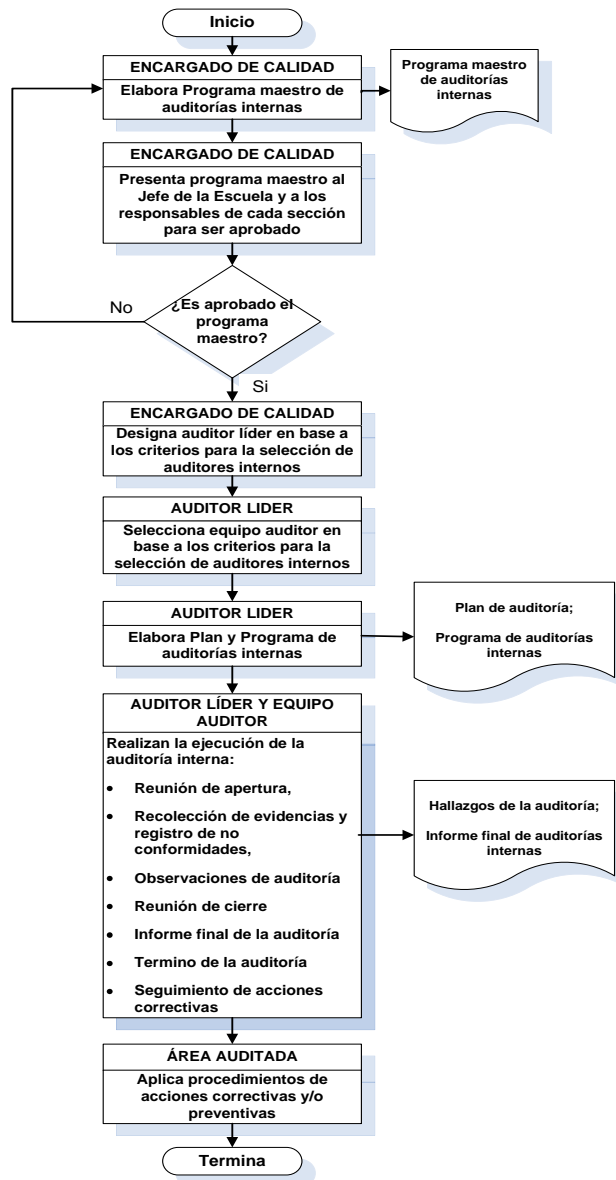 Inicio
ENCARGADO DE CALIDAD
Elabora Programa maestro de
auditorías internas
Programa maestro
de auditorías
internas
ENCARGADO DE CALIDAD
Presenta programa maestro al
Jefe de la Escuela y a los
responsables de cada sección
para ser aprobado
¿Es aprobado el
programa
maestro?
No
Si
ENCARGADO DE CALIDAD
Designa auditor líder en base a
los criterios para la selección de
auditores internos
AUDITOR LIDER
Selecciona equipo auditor en
base a los criterios para la
selección de auditores internos
AUDITOR LIDER
Elabora Plan y Programa de
auditorías internas
Plan de auditoría;
Programa de auditorías
internas
AUDITOR LÍDER Y EQUIPO
AUDITOR
Realizan la ejecución de la
auditoría interna:
• Reunión de apertura,
• Recolección de evidencias y
registro de no
conformidades,
• Observaciones de auditoría
• Reunión de cierre
• Informe final de la auditoría
• Termino de la auditoría
• Seguimiento de acciones
correctivas
Hallazgos de la auditoría;
Informe final de auditorías
internas
ÁREA AUDITADA
Aplica procedimientos de
acciones correctivas y/o
preventivas
Termina